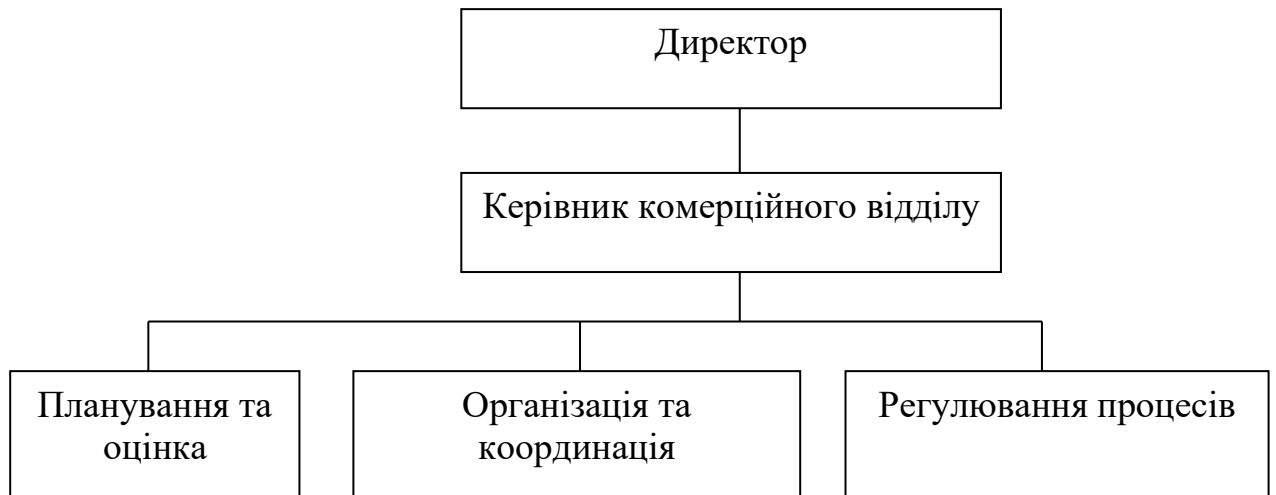 Директор
Керівник комерційного відділу
Планування та
оцінка
Організація та
координація
Регулювання процесів